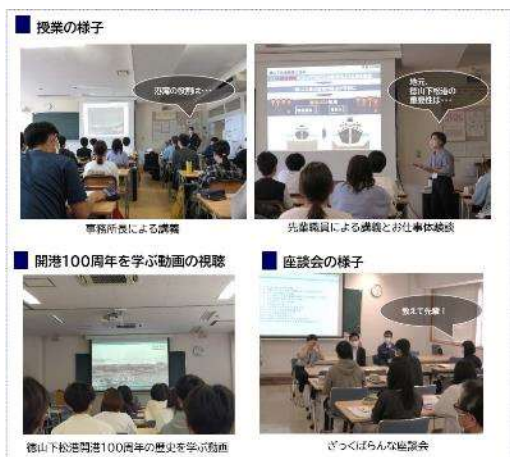 授業の様子
港湾の役割は・・・
地元、
徳山下松港の
重要性は・・・
事務所長による講義
先輩職員による講義とお仕事体験談
開港100周年を学ぶ動画の視聴
座談会の様子
教えて先輩！
徳山下松港開港100周年の歴史を学ぶ動画
ざっくばらんな座談会